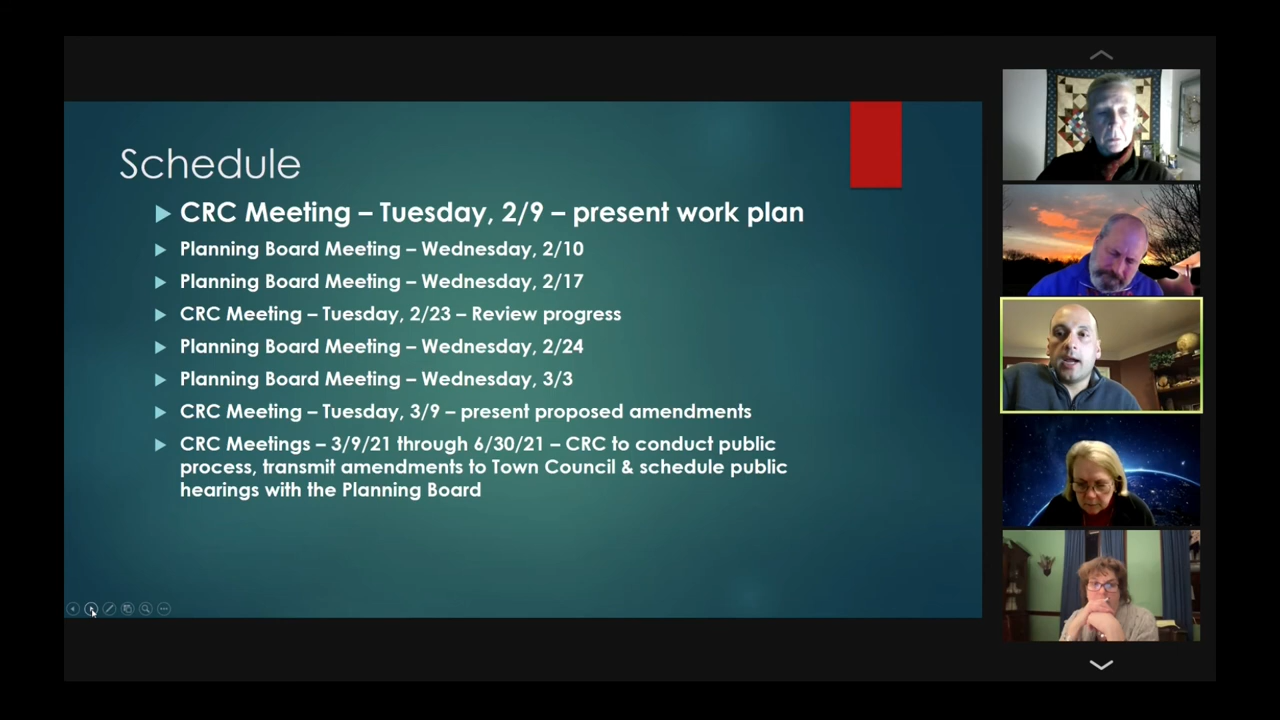 Schedule
CRC Meeting – Tuesday, 2/9 – present work plan
Planning Board Meeting – Wednesday, 2/10
Planning Board Meeting – Wednesday, 2/17
CRC Meeting – Tuesday, 2/23 – Review progress
Planning Board Meeting – Wednesday, 2/24
Planning Board Meeting – Wednesday, 3/3
CRC Meeting – Tuesday, 3/9 – present proposed amendments
CRC Meetings – 3/9/21 through 6/30/21 – CRC to conduct public
process, transmit amendments to Town Council & schedule public
hearings with the Planning Board